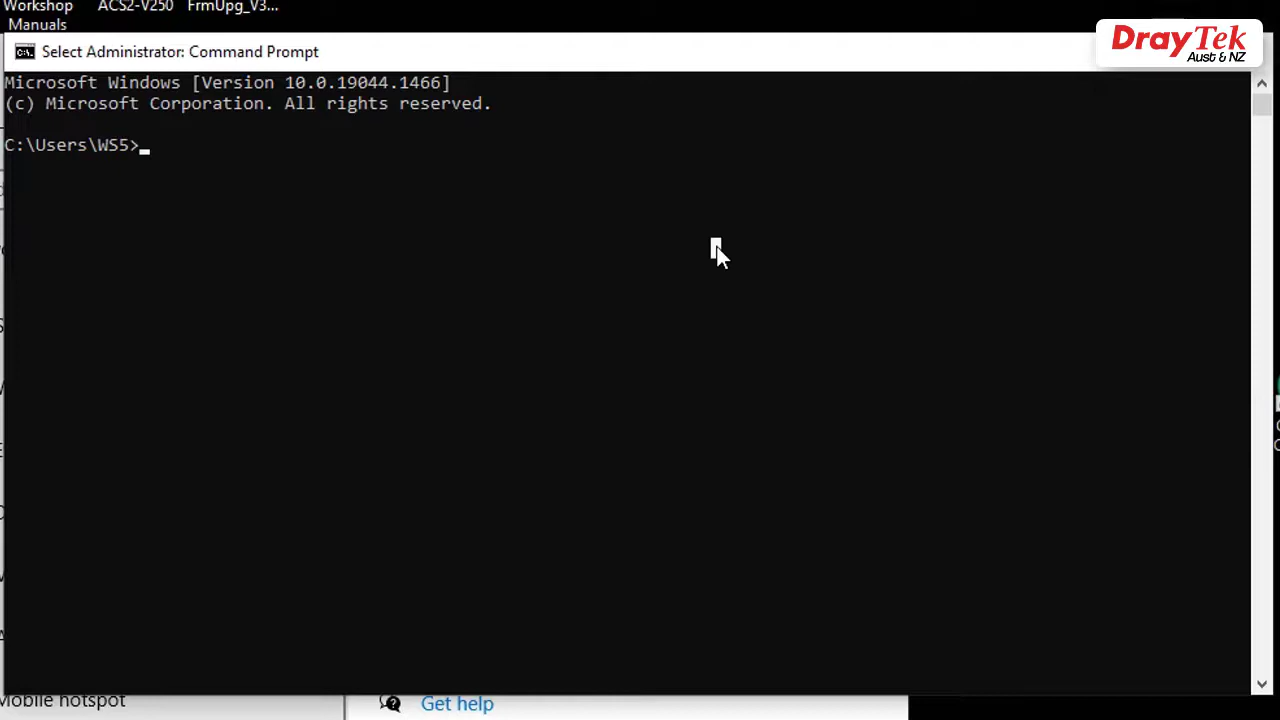 Workshop ACS2-V250 FrmUpg_V3...
Manuals
DrayTek
Aust & NZ
Select Administrator: Command Prompt
Microsoft Windows [Version 10.0.19044.1466]
(c) Microsoft Corporation. All rights reserved.
C:\Users\WS5>
Mobile hotspot
Get help